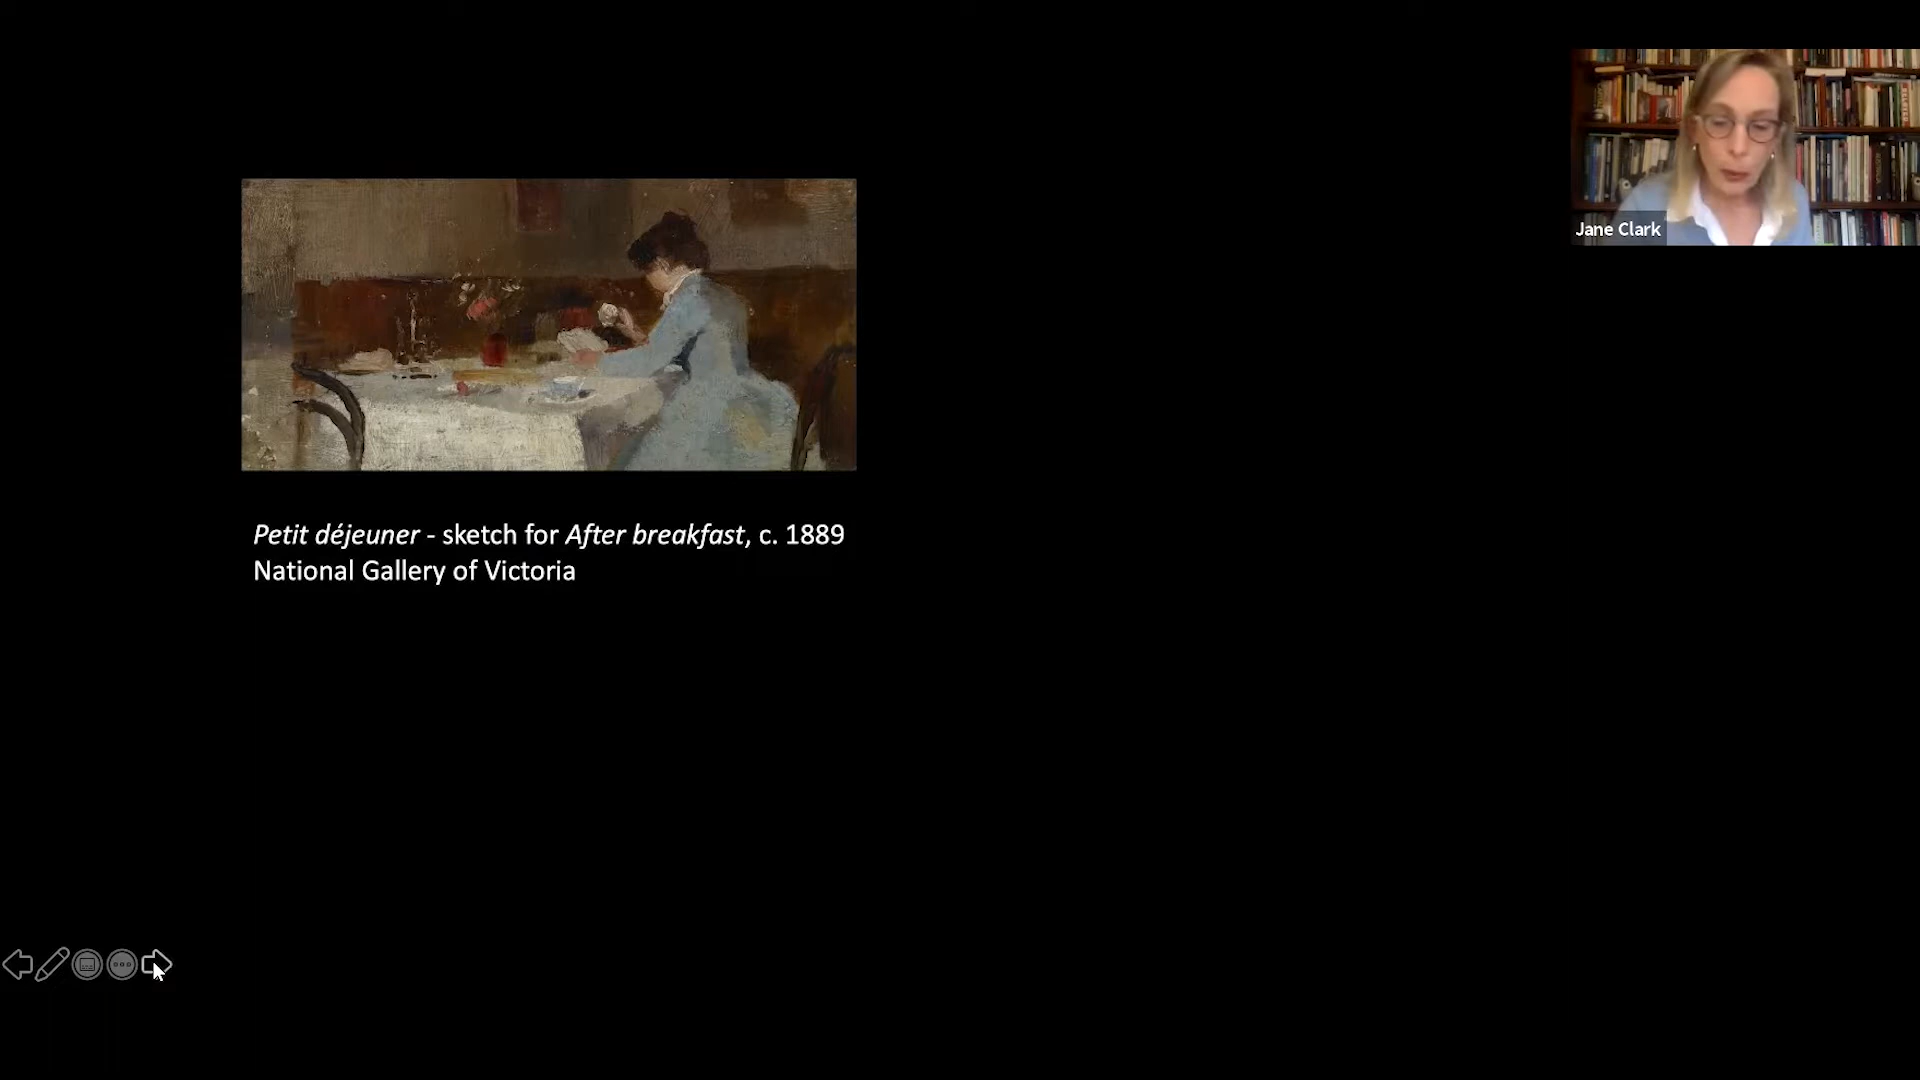 Jane Clark
Petit déjeuner - sketch for After breakfast, c. 1889
National Gallery of Victoria